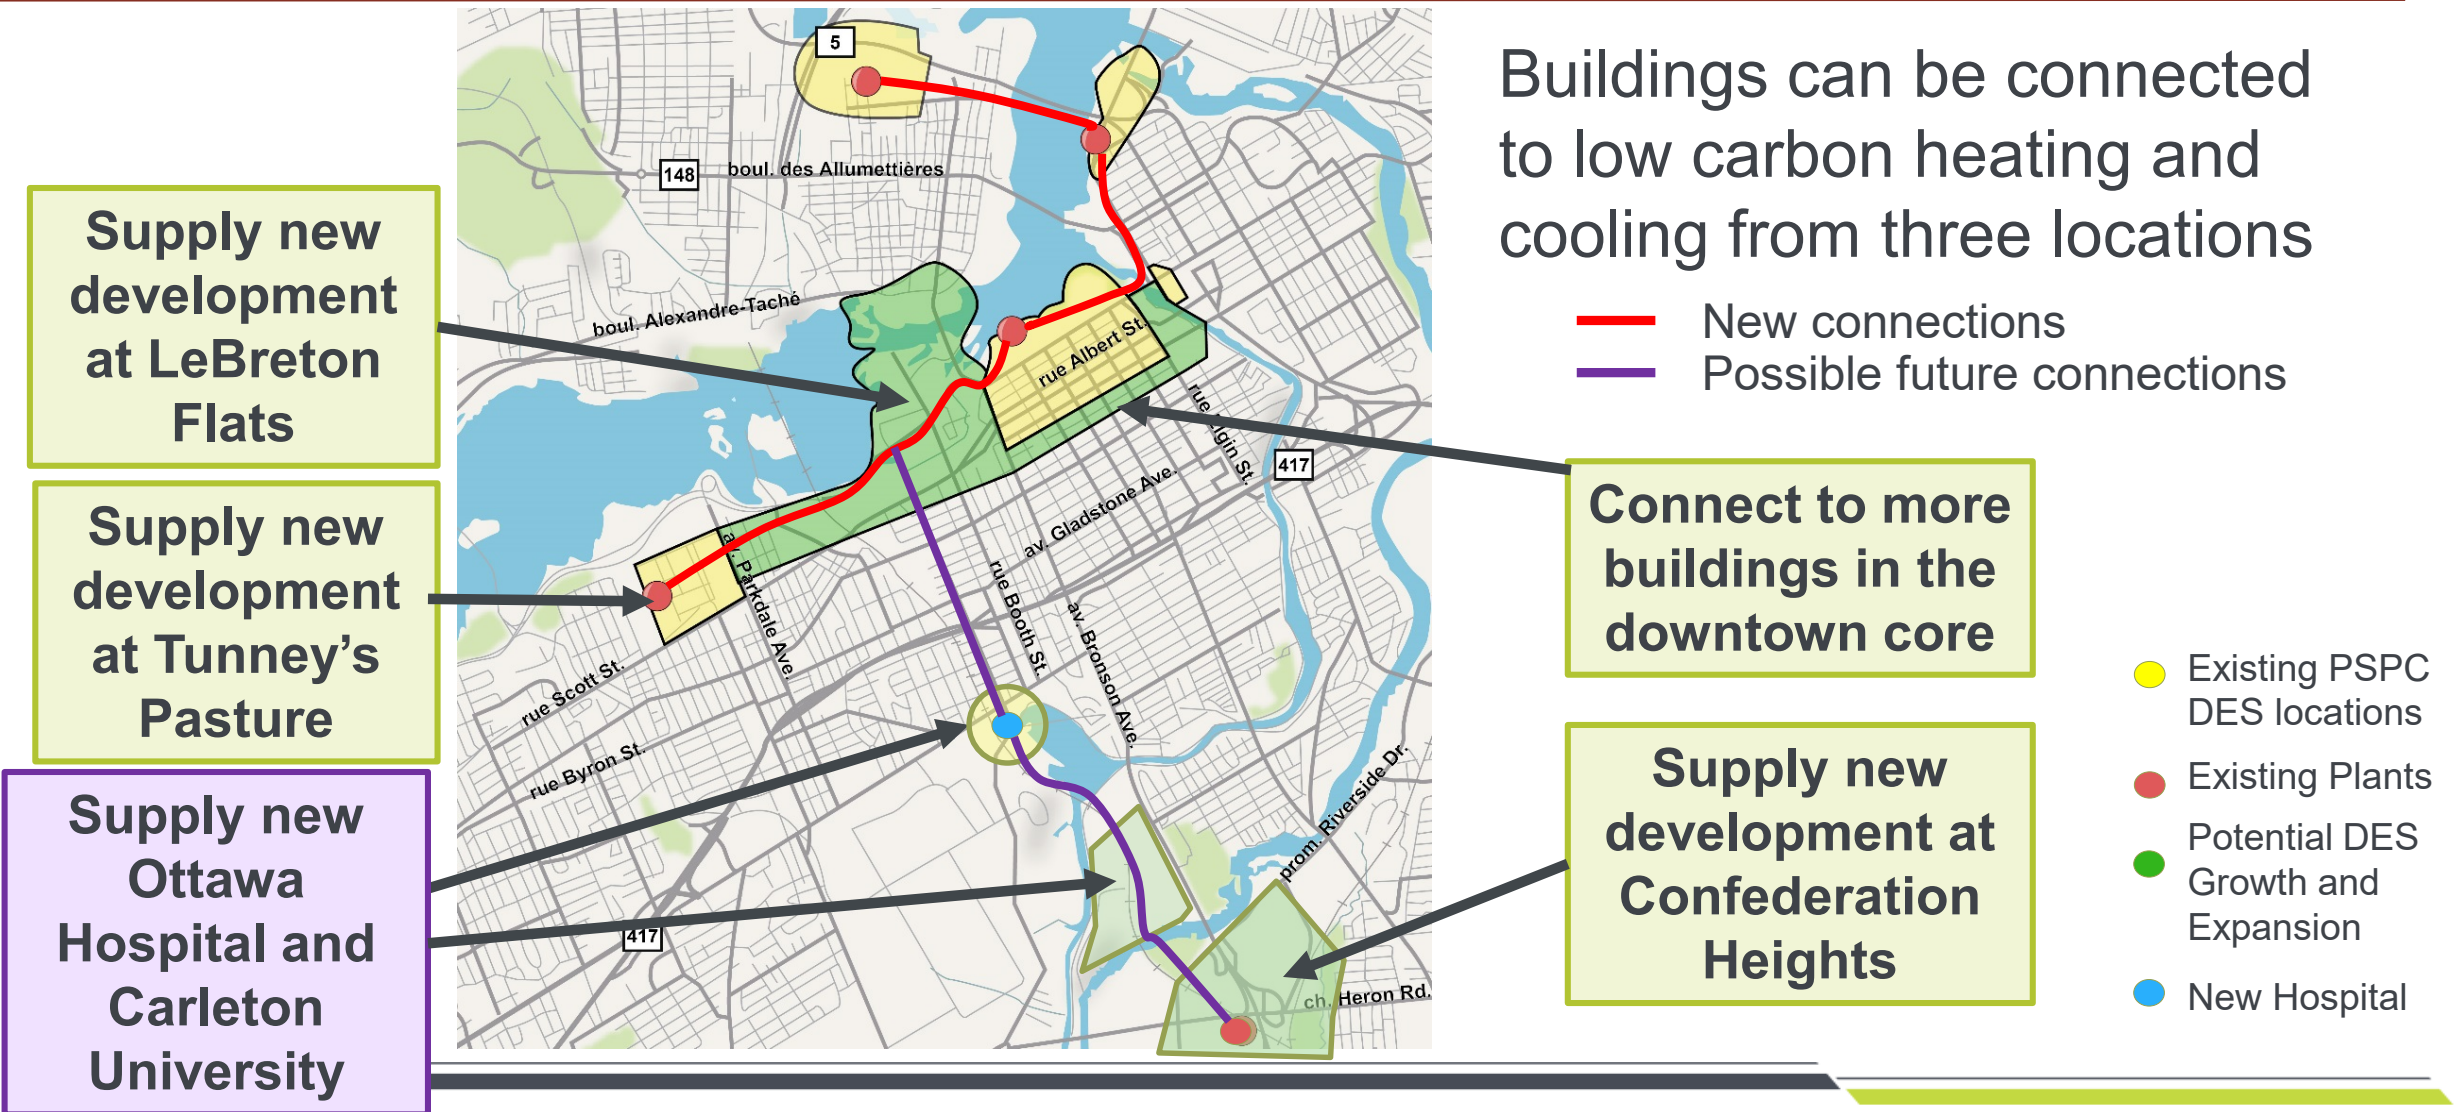 Buildings can be connected
to low carbon heating and
cooling from three locations
New connections
Possible future connections
Supply new
development
at LeBreton
Flats
Supply new
development
at Tunney’s
Pasture
Supply new
Ottawa
Hospital and
Carleton
University
Connect to more
buildings in the
downtown core
Supply new
development at
Confederation
Heights
Existing PSPC
DES locations
Existing Plants
Potential DES
Growth and
Expansion
New Hospital
5
148
boul. des Allumettières
boul. Alexandre-Taché
rue Albert St.
rue Elgin St.
417
av. Gladstone Ave.
av. Parkdale Ave.
rue Booth St.
av. Bronson Ave.
rue Scott St.
rue Byron St.
prom. Riverside Dr.
417
ch. Heron Rd.